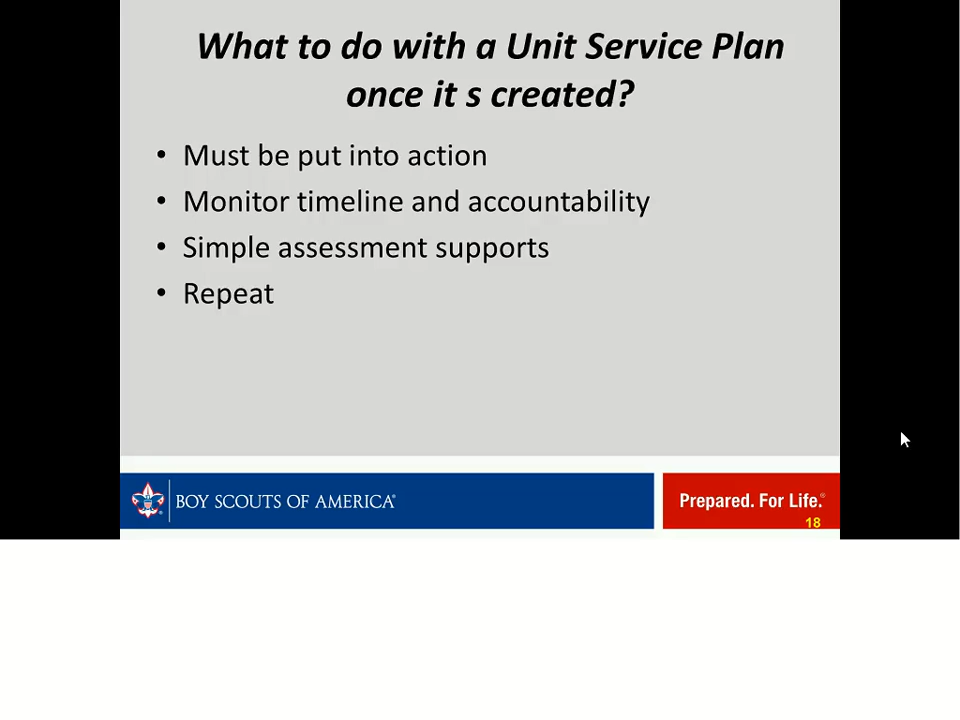 What to do with a Unit Service Plan
once it s created?
• Must be put into action
• Monitor timeline and accountability
• Simple assessment supports
• Repeat
BOY SCOUTS OF AMERICA®
Prepared. For Life.®
18